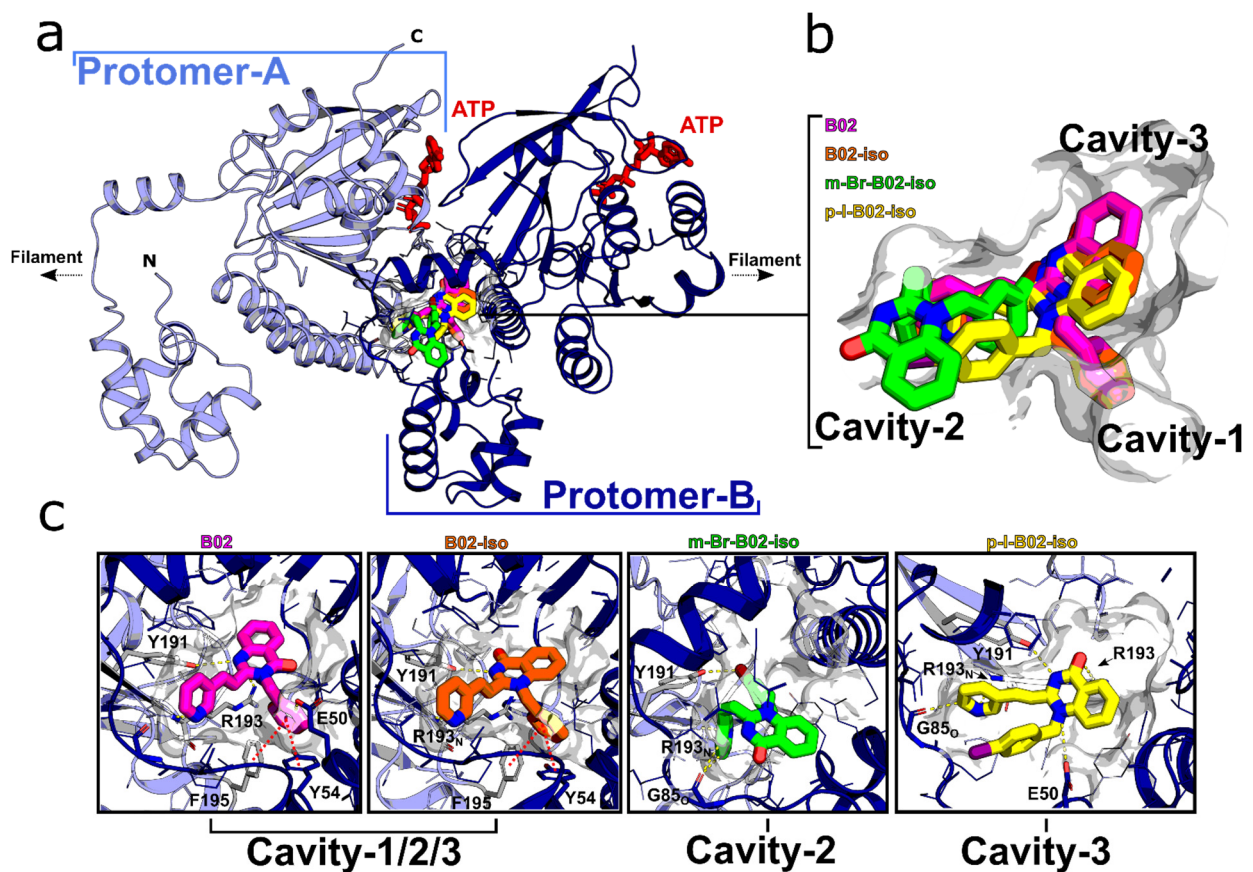 a
C
Protomer-A
ATP
ATP
Filament
N
Filament
Protomer-B
b
B02
B02-iso
m-Br-B02-iso
p-I-B02-iso
Cavity-3
Cavity-2
Cavity-1
c
B02
B02-iso
m-Br-B02-iso
p-I-B02-iso
Y191
R193
E50
F195
Y54
Y191
R193N
F195
Y54
Y191
R193N
G85O
Y191
R193
R193N
G85O
E50
Cavity-1/2/3
Cavity-2
Cavity-3